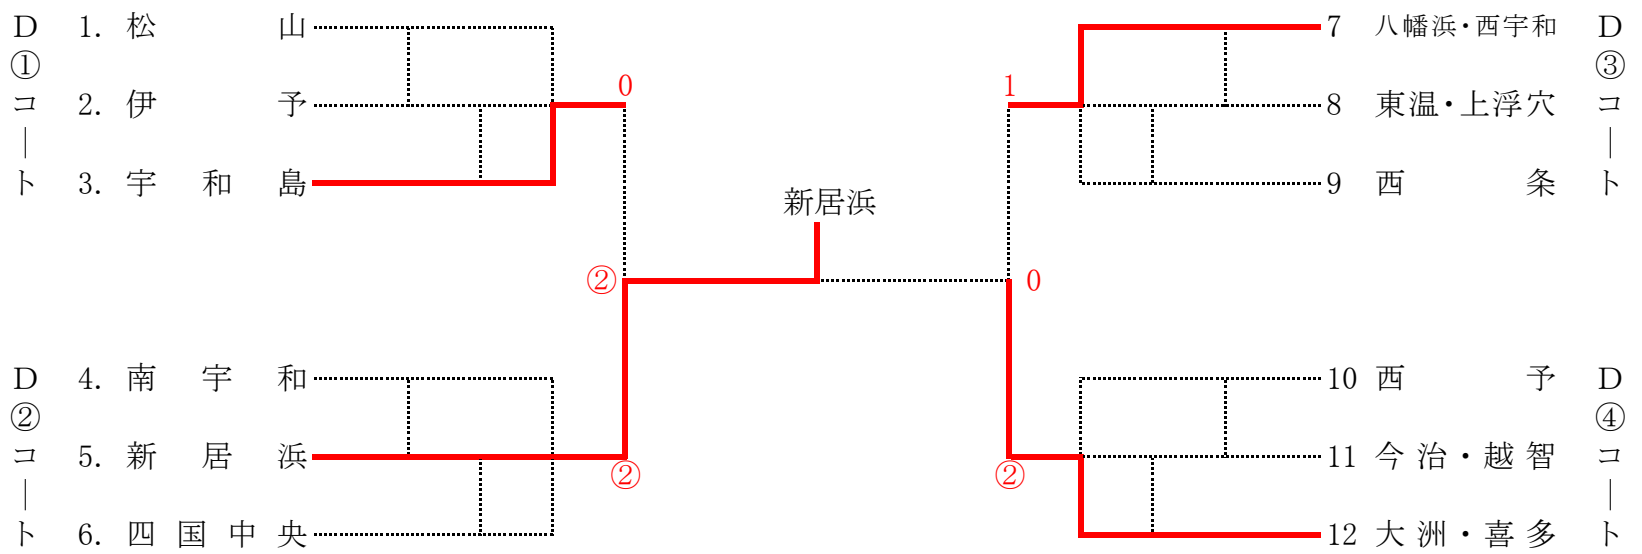 D①コート
1. 松山
2. 伊予
3. 宇和島
0
D②コート
4. 南宇和
5. 新居浜
6. 四国中央
②
②
新居浜
1
0
②
7 八幡浜・西宇和
8 東温・上浮穴
9 西条
D③コート
10 西予
11 今治・越智
12 大洲・喜多
D④コート